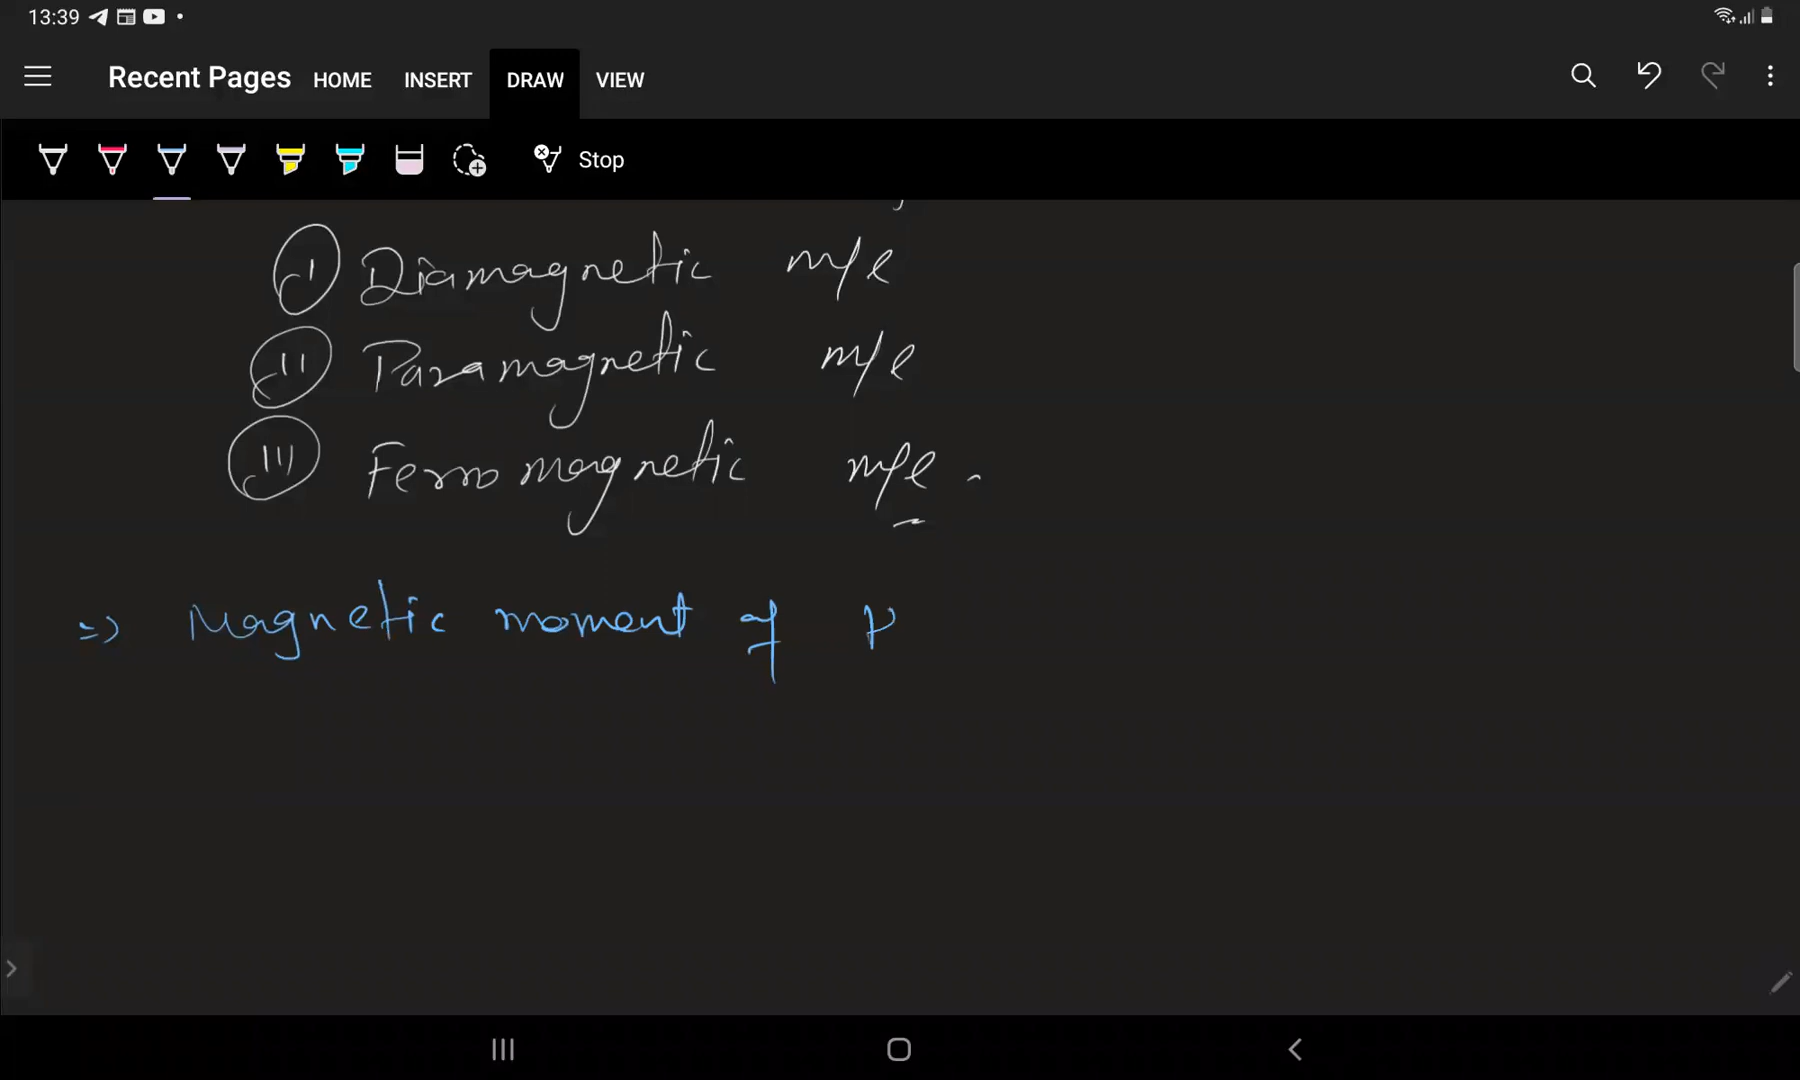 13:39
Recent Pages HOME INSERT DRAW VIEW
Stop
I Diamagnetic m/l
II Paramagnetic m/l
III Ferromagnetic m/l.
=> Magnetic moment of P